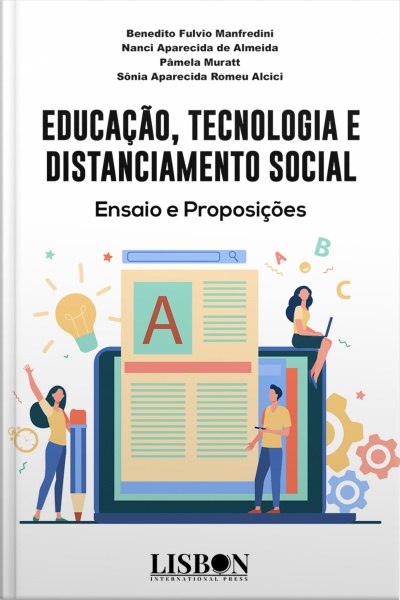 Benedito Fulvio Manfredini
Nanci Aparecida de Almeida
Pâmela Muratt
Sônia Aparecida Romeu Alcici
EDUCAÇÃO, TECNOLOGIA E
DISTANCIAMENTO SOCIAL
Ensaio e Proposições
A B C
A
LISBON
INTERNATIONAL PRESS